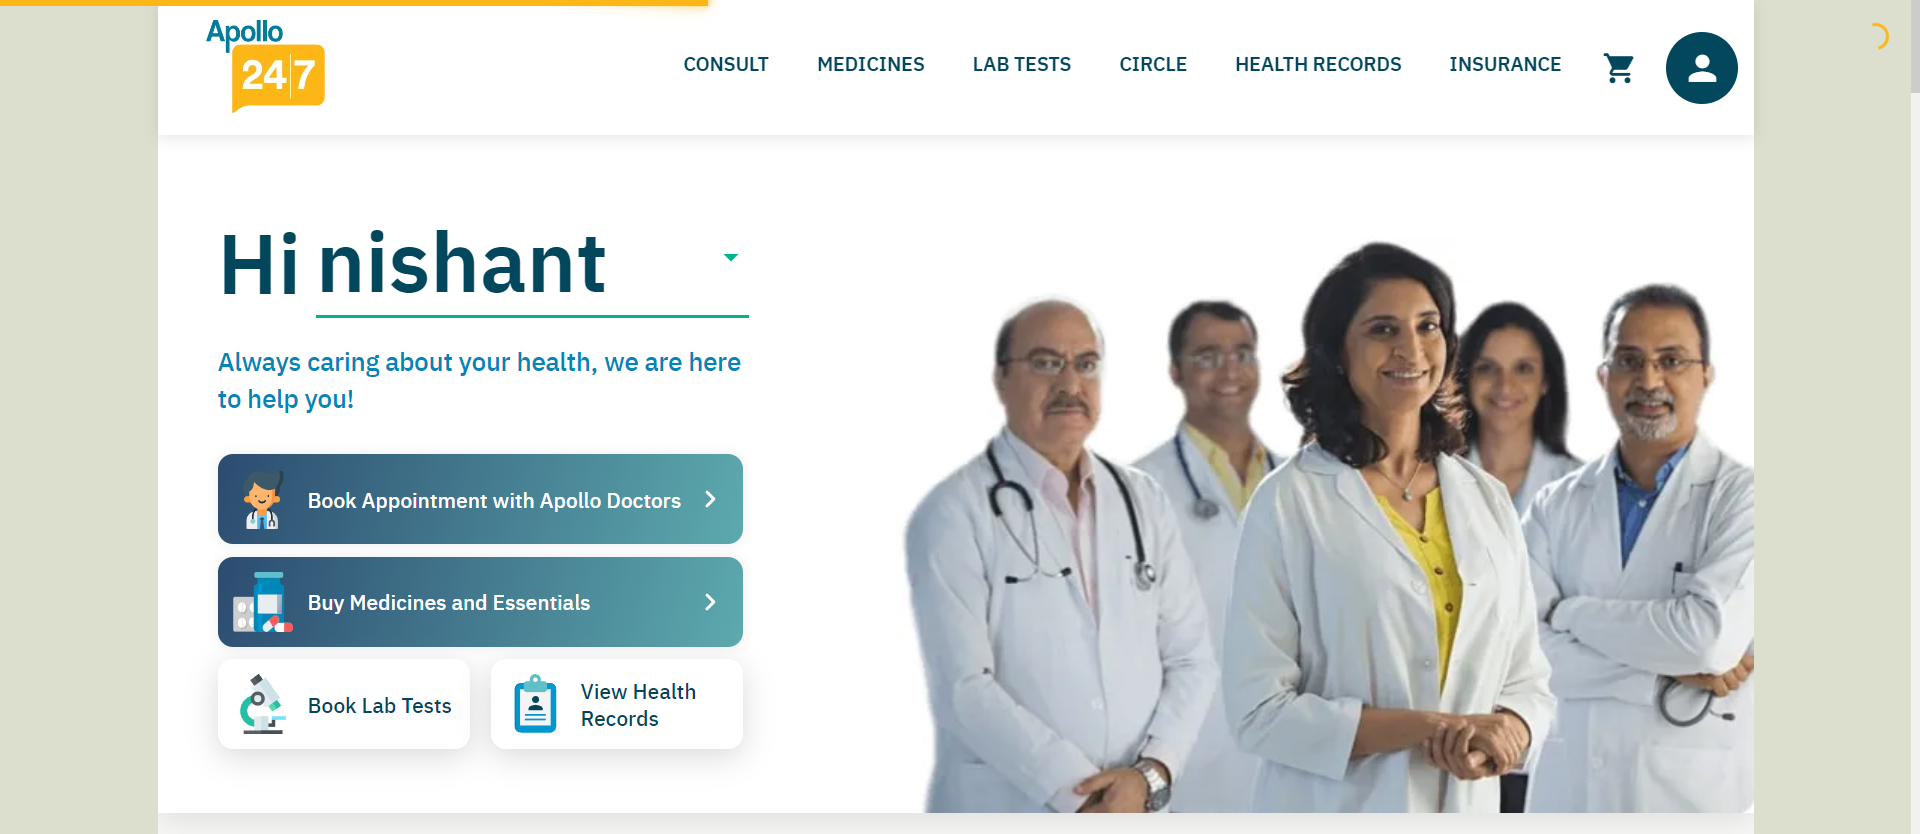 Apollo
24|7
CONSULT
MEDICINES
LAB TESTS
CIRCLE
HEALTH RECORDS
INSURANCE
Hi nishant
Always caring about your health, we are here
to help you!
Book Appointment with Apollo Doctors
Buy Medicines and Essentials
Book Lab Tests
View Health
Records